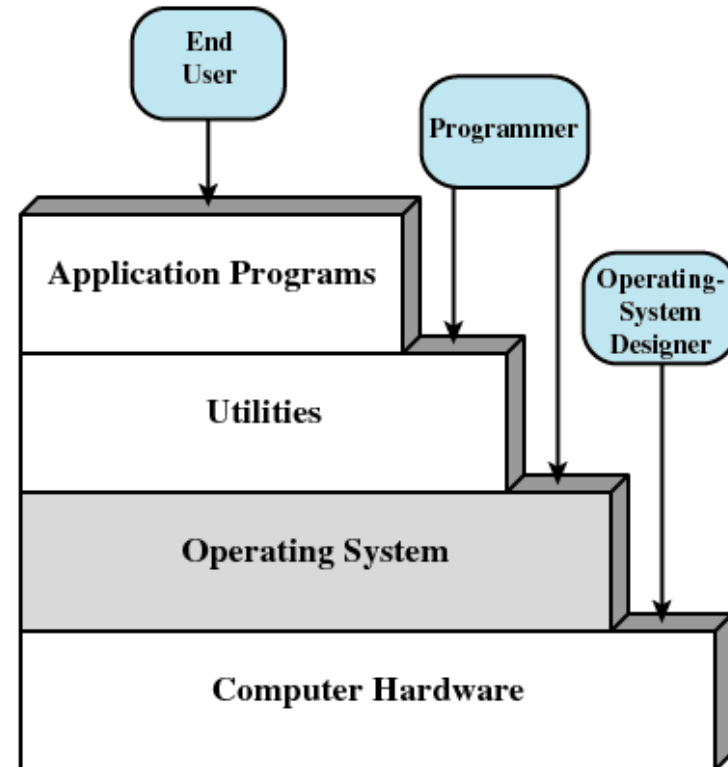 End
User
Programmer
Application Programs
Operating-
System
Designer
Utilities
Operating System
Computer Hardware